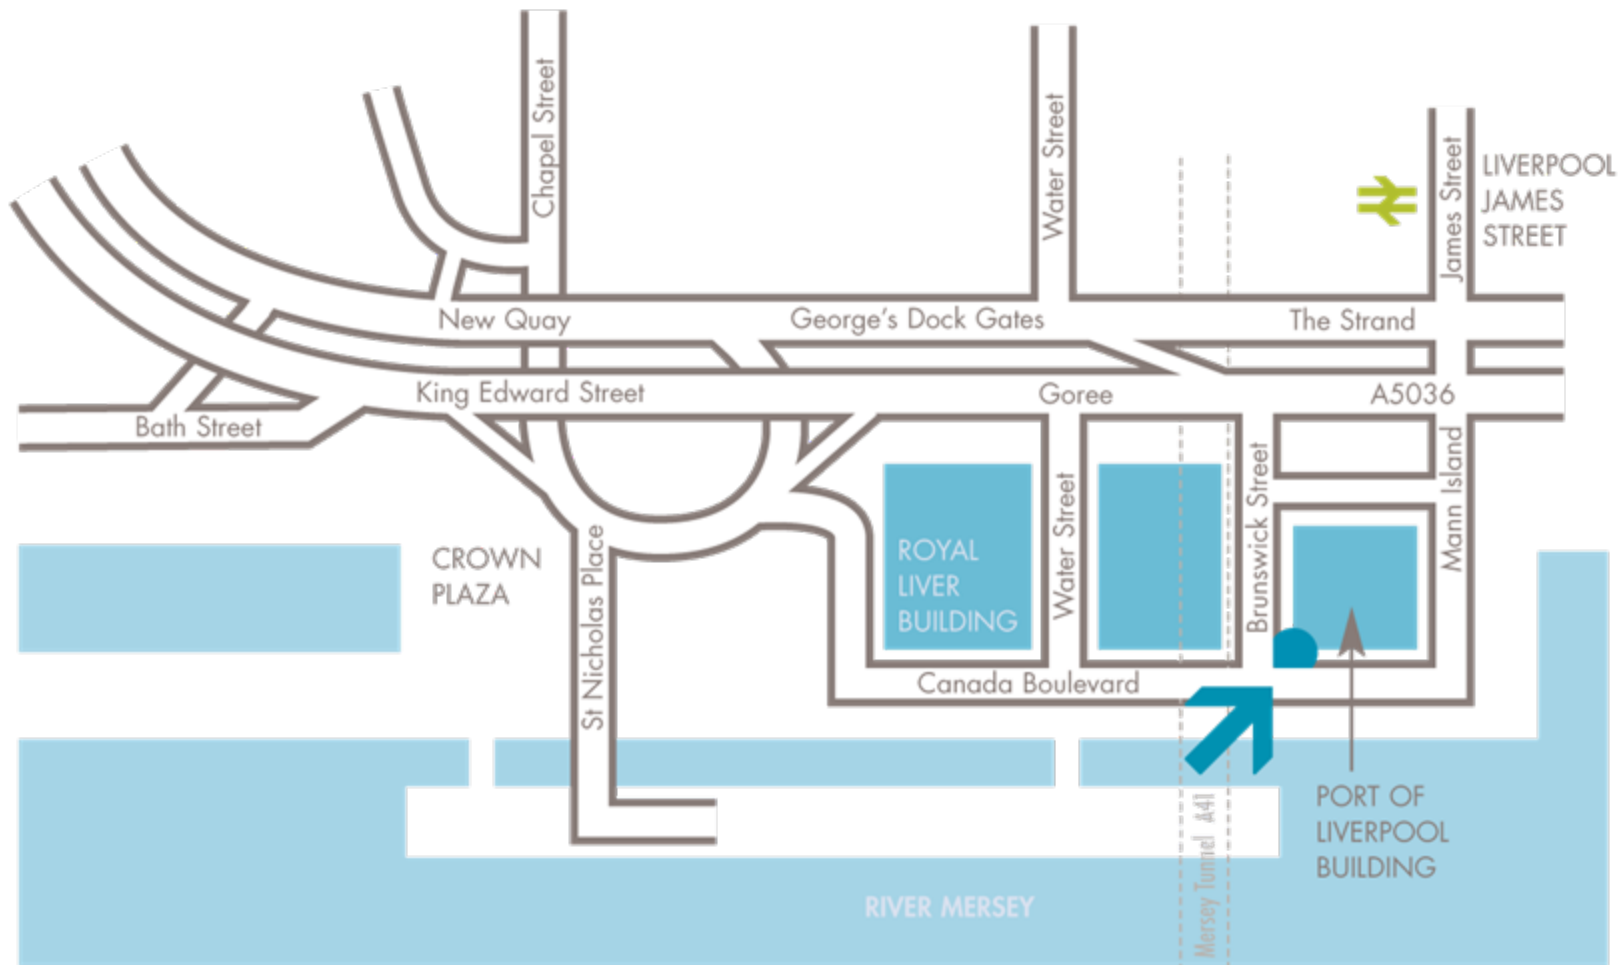 Chapel Street
Water Street
James Street
LIVERPOOL
JAMES
STREET
New Quay
George's Dock Gates
The Strand
King Edward Street
Goree
A5036
Bath Street
Mann Island
Brunswick Street
Water Street
ROYAL
LIVER
BUILDING
CROWN
PLAZA
St Nicholas Place
Canada Boulevard
PORT OF
LIVERPOOL
BUILDING
Mersey Tunnel A41
RIVER MERSEY